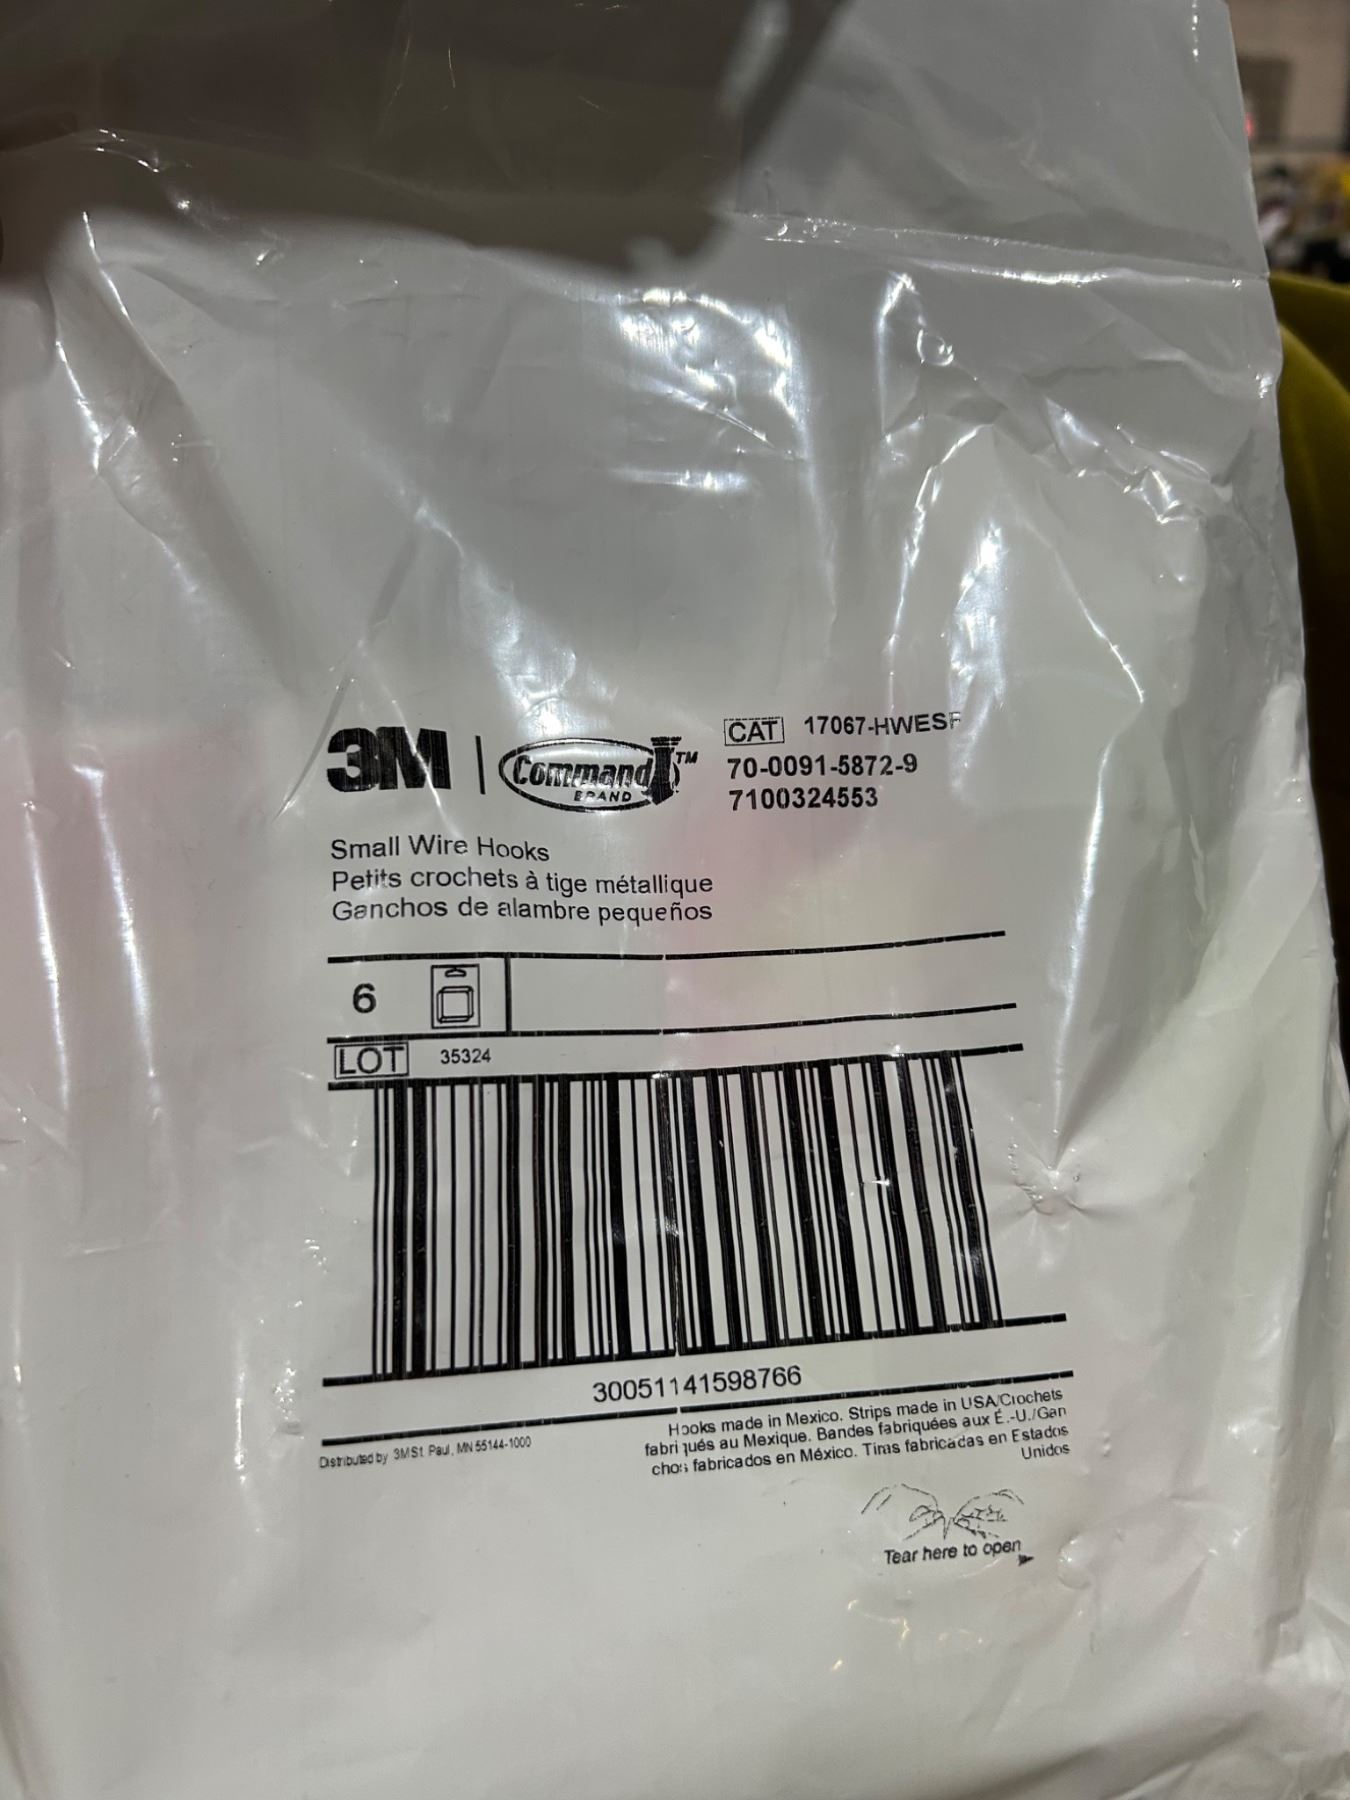 3M | Command™
BRAND
CAT 17067-HWESF
70-0091-5872-9
7100324553
Small Wire Hooks
Petits crochets à tige métallique
Ganchos de alambre pequeños
6
LOT 35324
30051141598766
Distributed by 3M St. Paul, MN 55144-1000
Hooks made in Mexico. Strips made in USA/Crochets
fabriqués au Mexique. Bandes fabriquées aux É.-U./Gan
chos fabricados en México. Tiras fabricadas en Estados
Unidos
Tear here to open